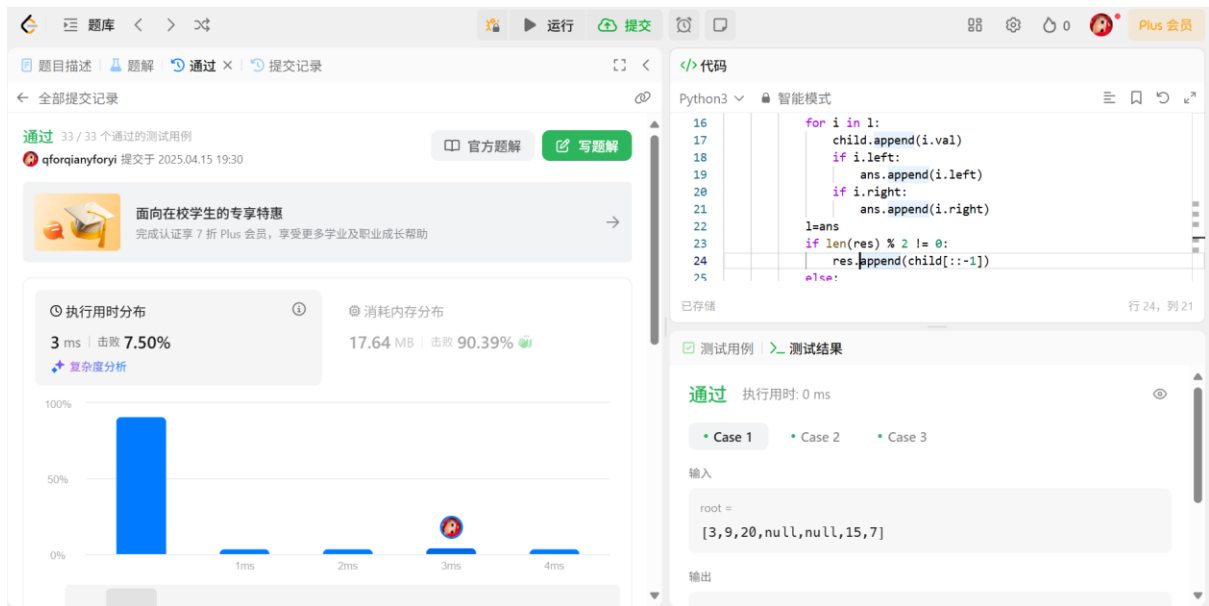 题库
运行
提交
0
Plus 会员
题目描述
题解
通过
提交记录
全部提交记录
通过 33 / 33 个通过的测试用例
qforqianyforyi 提交于 2025.04.15 19:30
官方题解
写题解
面向在校学生的专享特惠
完成认证享 7 折 Plus 会员，享受更多学业及职业成长帮助
执行用时分布
3 ms 击败 7.50%
复杂度分析
消耗内存分布
17.64 MB 击败 90.39%
100%
50%
0%
1ms
2ms
3ms
4ms
</> 代码
Python3
智能模式
16 for i in l:
17 child.append(i.val)
18 if i.left:
19 ans.append(i.left)
20 if i.right:
21 ans.append(i.right)
22 l=ans
23 if len(res) % 2 != 0:
24 res.append(child[::-1])
25 else:
已存储
行 24，列 21
测试用例
测试结果
通过 执行用时: 0 ms
Case 1
Case 2
Case 3
输入
root =
[3,9,20,null,null,15,7]
输出